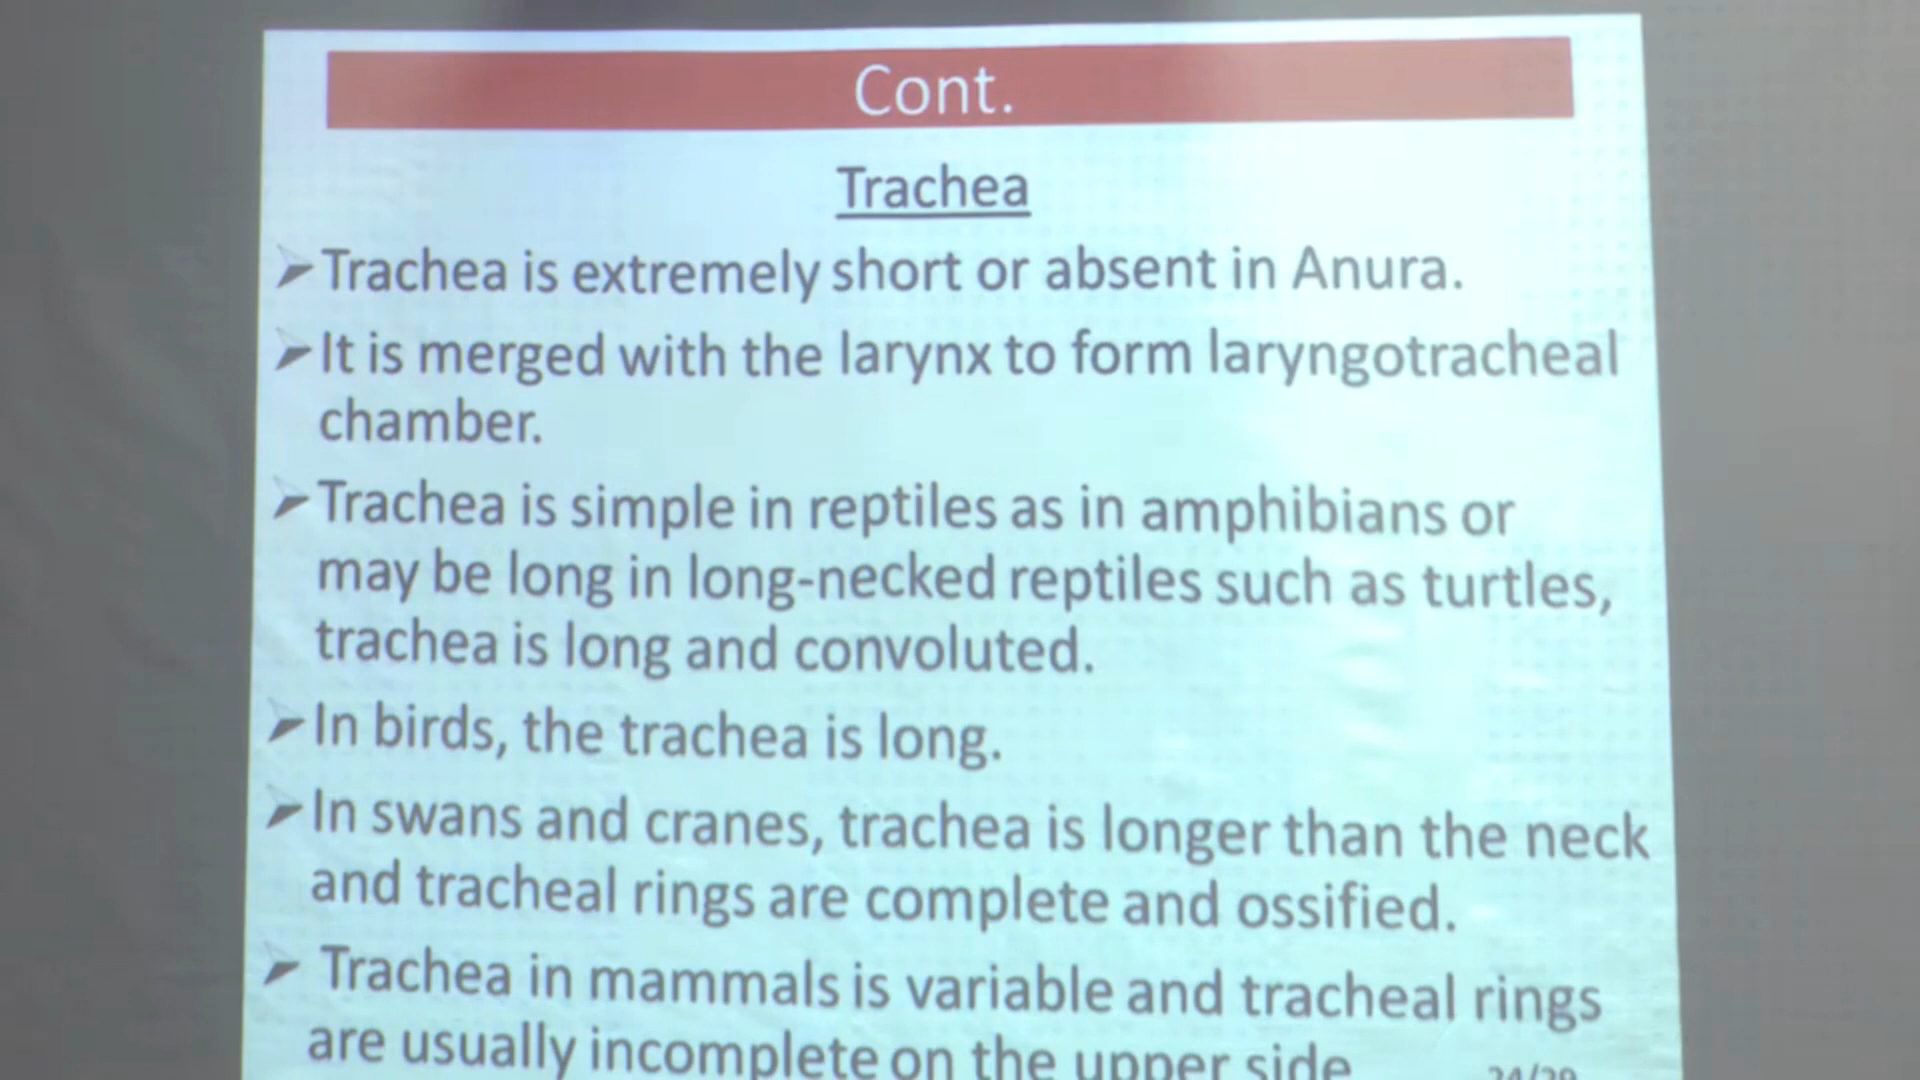 Cont.
Trachea
➤Trachea is extremely short or absent in Anura.
➤It is merged with the larynx to form laryngotracheal
chamber.
➤Trachea is simple in reptiles as in amphibians or
may be long in long-necked reptiles such as turtles,
trachea is long and convoluted.
➤In birds, the trachea is long.
➤In swans and cranes, trachea is longer than the neck
and tracheal rings are complete and ossified.
➤ Trachea in mammals is variable and tracheal rings
are usually incomplete on the upper side